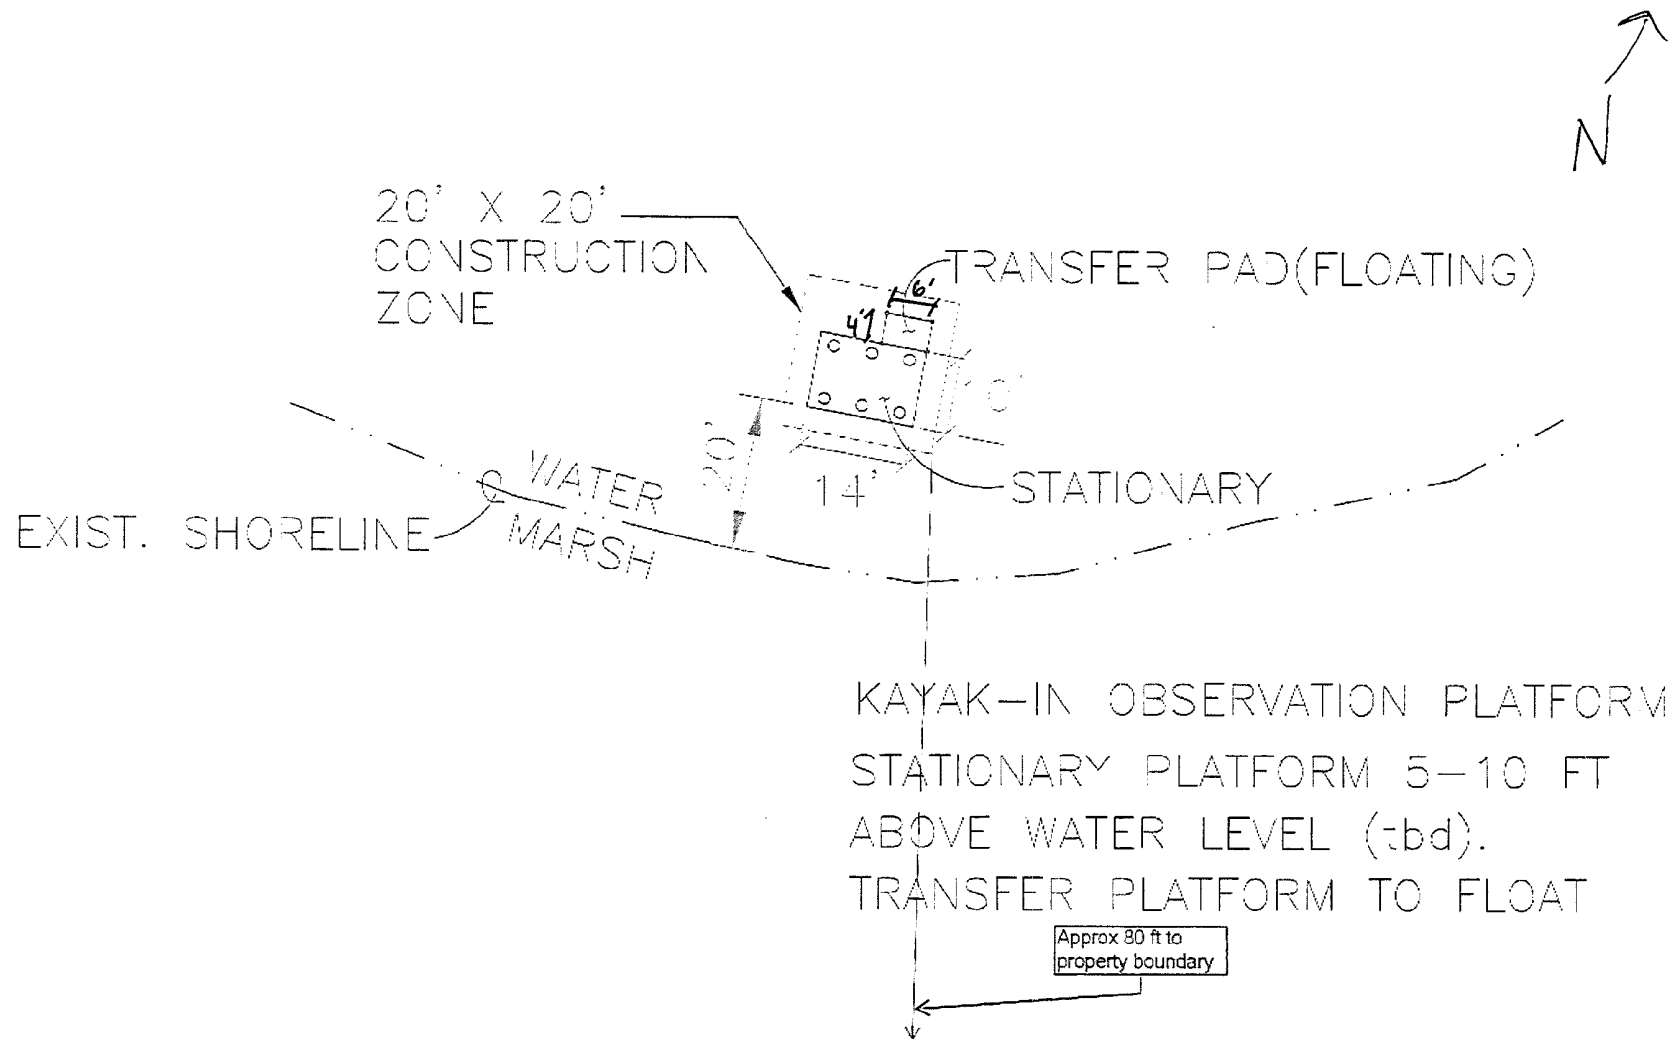 N
20' X 20'
CONSTRUCTION
ZONE
TRANSFER PAD(FLOATING)
6'
4'
10'
20'
14'
WATER
MARSH
STATIONARY
EXIST. SHORELINE
KAYAK-IN OBSERVATION PLATFORM
STATIONARY PLATFORM 5-10 FT
ABOVE WATER LEVEL (tbd).
TRANSFER PLATFORM TO FLOAT
Approx 80 ft to
property boundary